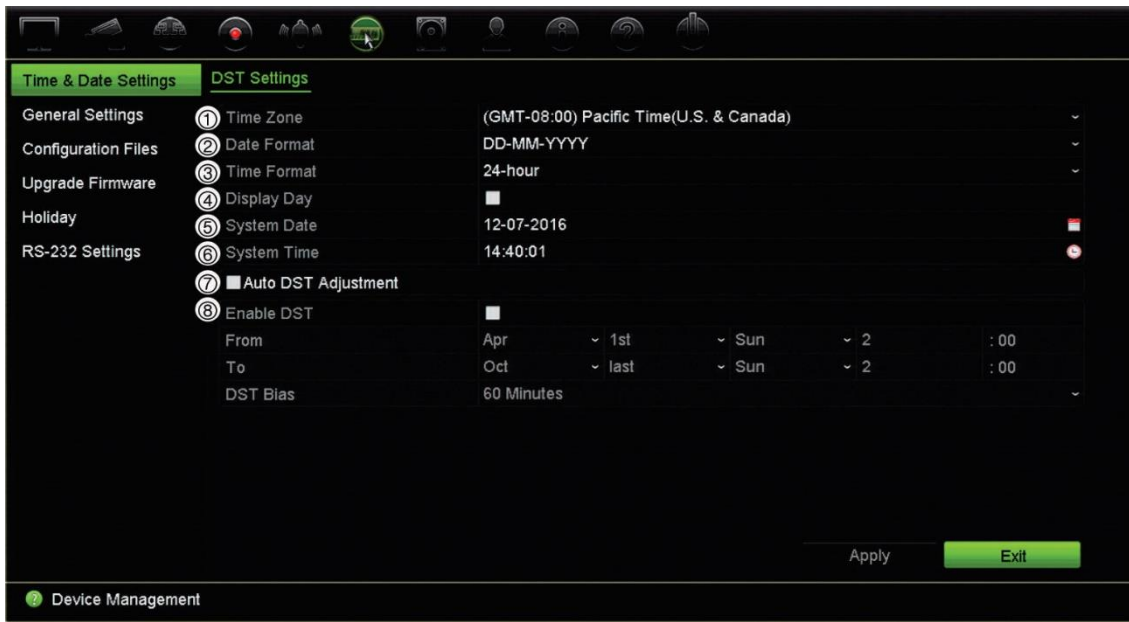 Time & Date Settings
DST Settings
General Settings
Configuration Files
Upgrade Firmware
Holiday
RS-232 Settings
① Time Zone (GMT-08:00) Pacific Time(U.S. & Canada)
② Date Format DD-MM-YYYY
③ Time Format 24-hour
④ Display Day
⑤ System Date 12-07-2016
⑥ System Time 14:40:01
⑦ Auto DST Adjustment
⑧ Enable DST
From Apr 1st Sun 2 : 00
To Oct last Sun 2 : 00
DST Bias 60 Minutes
Apply Exit
? Device Management